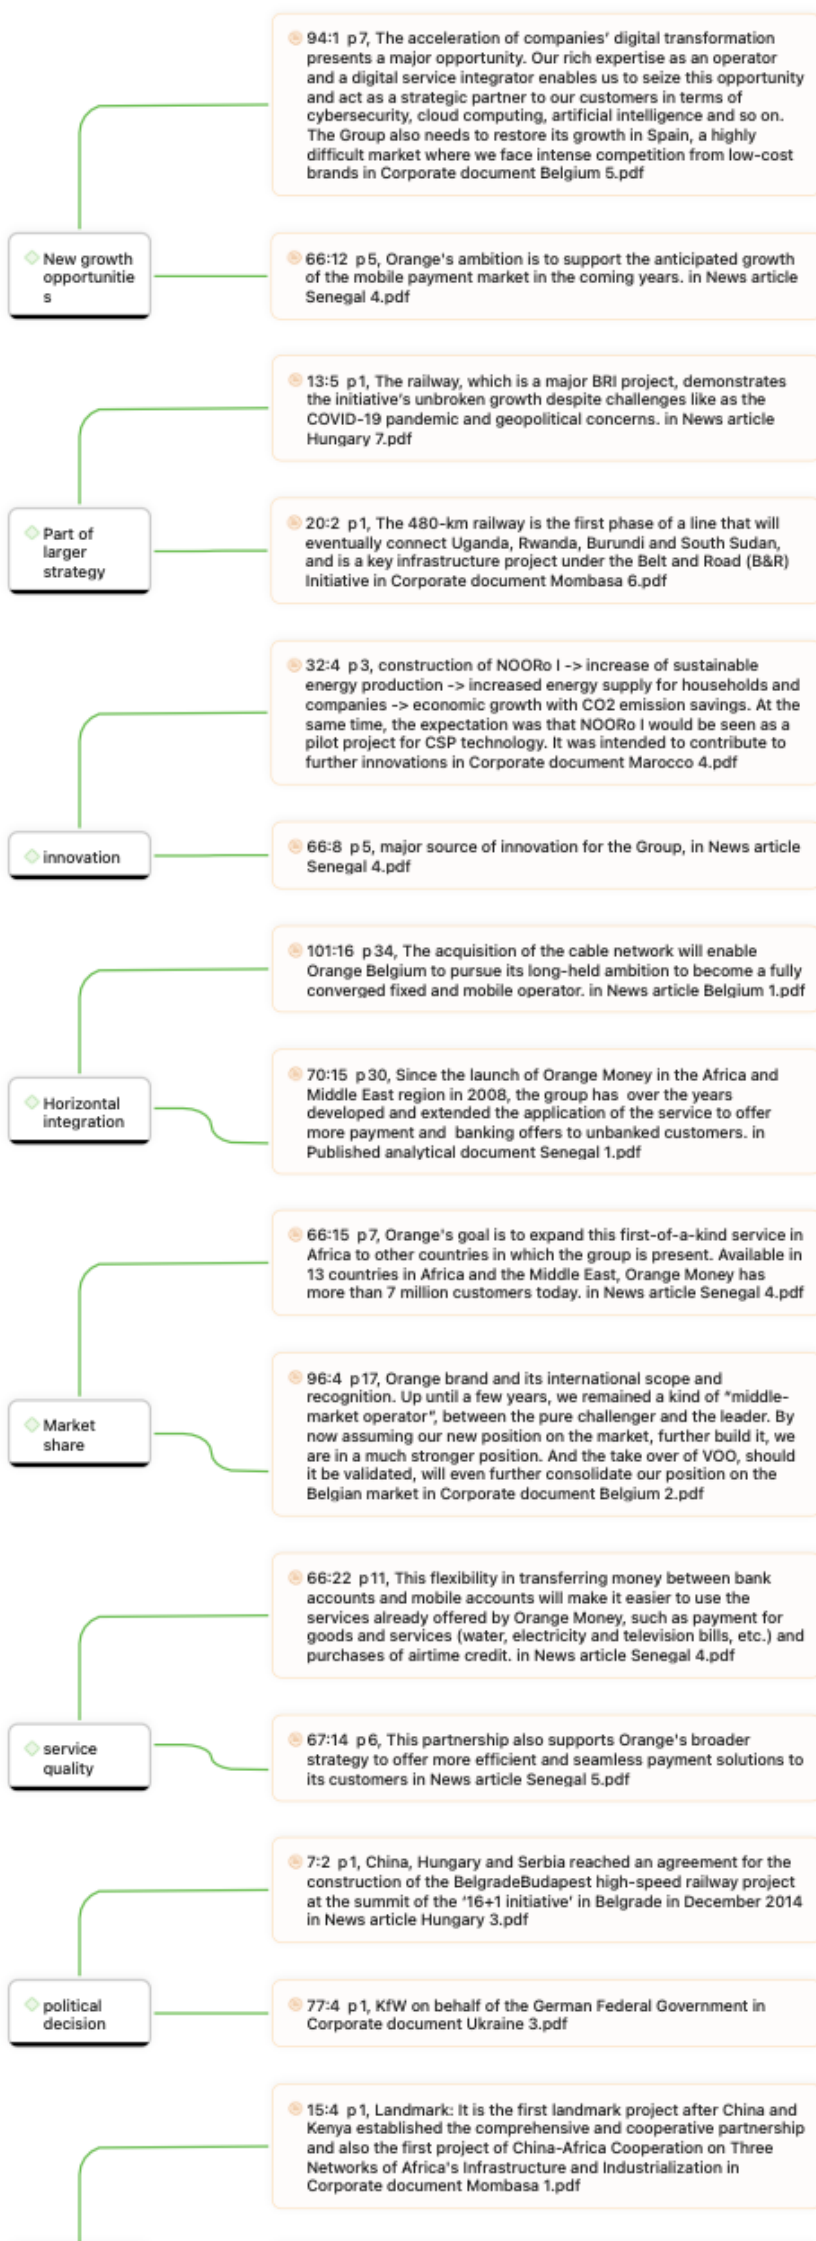 94:1 p7, The acceleration of companies' digital transformation
presents a major opportunity. Our rich expertise as an operator
and a digital service integrator enables us to seize this opportunity
and act as a strategic partner to our customers in terms of
cybersecurity, cloud computing, artificial intelligence and so on.
The Group also needs to restore its growth in Spain, a highly
difficult market where we face intense competition from low-cost
brands in Corporate document Belgium 5.pdf
New growth
opportunitie
s
66:12 p5, Orange's ambition is to support the anticipated growth
of the mobile payment market in the coming years. in News article
Senegal 4.pdf
13:5 p1, The railway, which is a major BRI project, demonstrates
the initiative's unbroken growth despite challenges like as the
COVID-19 pandemic and geopolitical concerns. in News article
Hungary 7.pdf
Part of
larger
strategy
20:2 p1, The 480-km railway is the first phase of a line that will
eventually connect Uganda, Rwanda, Burundi and South Sudan,
and is a key infrastructure project under the Belt and Road (B&R)
Initiative in Corporate document Mombasa 6.pdf
32:4 p3, construction of NOORo I -> increase of sustainable
energy production -> increased energy supply for households and
companies -> economic growth with CO2 emission savings. At the
same time, the expectation was that NOORo I would be seen as a
pilot project for CSP technology. It was intended to contribute to
further innovations in Corporate document Marocco 4.pdf
innovation
66:8 p5, major source of innovation for the Group, in News article
Senegal 4.pdf
101:16 p34, The acquisition of the cable network will enable
Orange Belgium to pursue its long-held ambition to become a fully
converged fixed and mobile operator. in News article Belgium 1.pdf
Horizontal
integration
70:15 p30, Since the launch of Orange Money in the Africa and
Middle East region in 2008, the group has over the years
developed and extended the application of the service to offer
more payment and banking offers to unbanked customers. in
Published analytical document Senegal 1.pdf
66:15 p7, Orange's goal is to expand this first-of-a-kind service in
Africa to other countries in which the group is present. Available in
13 countries in Africa and the Middle East, Orange Money has
more than 7 million customers today. in News article Senegal 4.pdf
Market
share
96:4 p17, Orange brand and its international scope and
recognition. Up until a few years, we remained a kind of "middle-
market operator", between the pure challenger and the leader. By
now assuming our new position on the market, further build it, we
are in a much stronger position. And the take over of VOO, should
it be validated, will even further consolidate our position on the
Belgian market in Corporate document Belgium 2.pdf
66:22 p11, This flexibility in transferring money between bank
accounts and mobile accounts will make it easier to use the
services already offered by Orange Money, such as payment for
goods and services (water, electricity and television bills, etc.) and
purchases of airtime credit. in News article Senegal 4.pdf
service
quality
67:14 p6, This partnership also supports Orange's broader
strategy to offer more efficient and seamless payment solutions to
its customers in News article Senegal 5.pdf
7:2 p1, China, Hungary and Serbia reached an agreement for the
construction of the BelgradeBudapest high-speed railway project
at the summit of the '16+1 initiative' in Belgrade in December 2014
in News article Hungary 3.pdf
political
decision
77:4 p1, KfW on behalf of the German Federal Government in
Corporate document Ukraine 3.pdf
15:4 p1, Landmark: It is the first landmark project after China and
Kenya established the comprehensive and cooperative partnership
and also the first project of China-Africa Cooperation on Three
Networks of Africa's Infrastructure and Industrialization in
Corporate document Mombasa 1.pdf